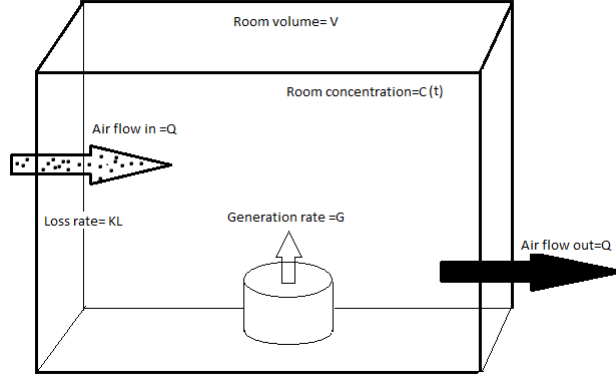 Room volume= V
Room concentration=C(t)
Air flow in =Q
Loss rate= KL
Generation rate =G
Air flow out=Q